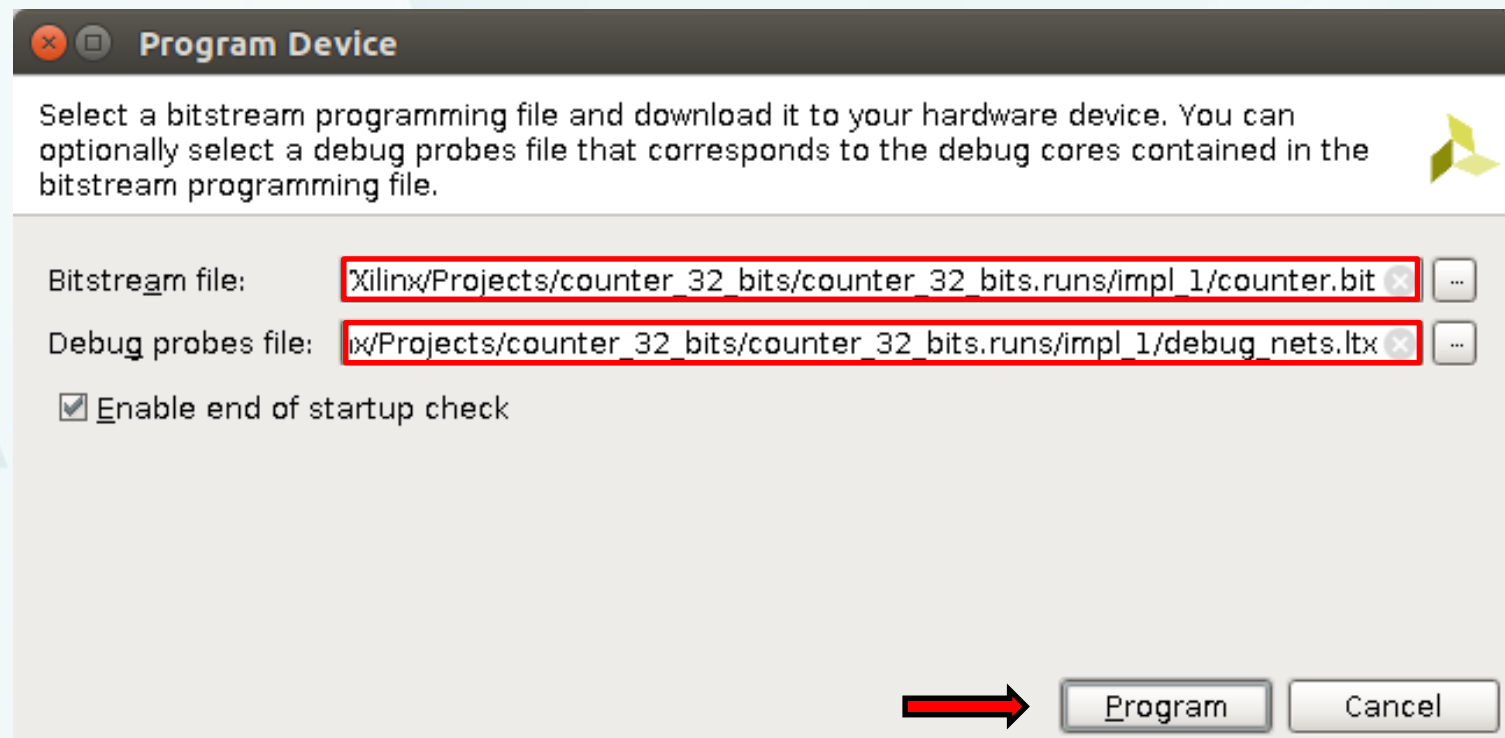 Program Device
Select a bitstream programming file and download it to your hardware device. You can
optionally select a debug probes file that corresponds to the debug cores contained in the
bitstream programming file.
Bitstream file: Xilinx/Projects/counter_32_bits/counter_32_bits.runs/impl_1/counter.bit ...
Debug probes file: x/Projects/counter_32_bits/counter_32_bits.runs/impl_1/debug_nets.ltx ...
Enable end of startup check
Program Cancel